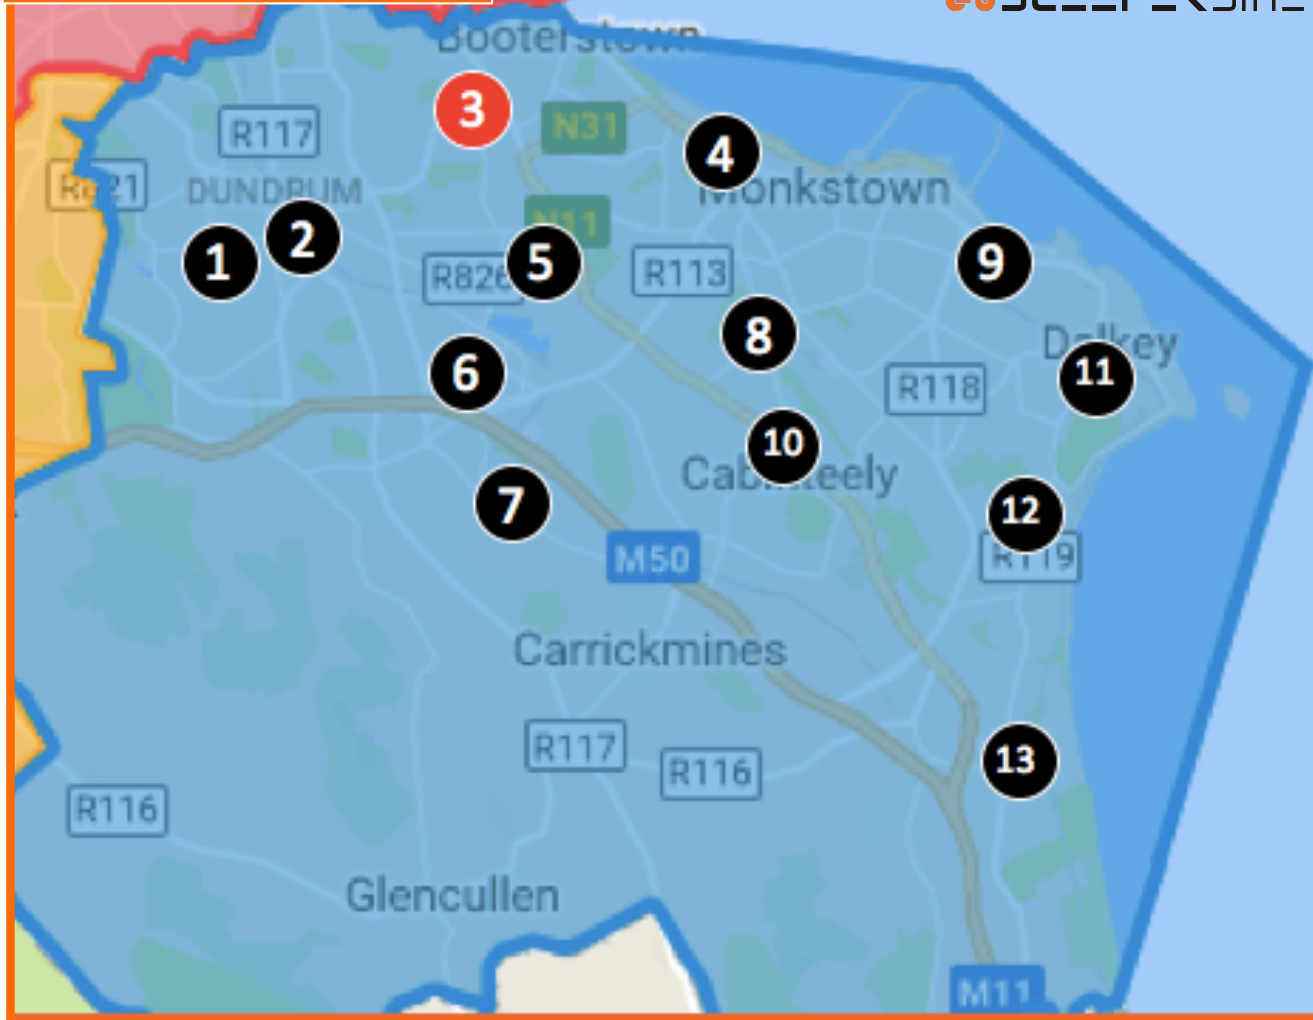 Booterstown
3
N31
R117
4
DUNDRUM
Monkstown
N11
1
2
R826
5
R113
9
8
Dalkey
6
11
R118
10
Cabinteely
7
12
R119
M50
Carrickmines
R117
R116
13
R116
Glencullen
M11